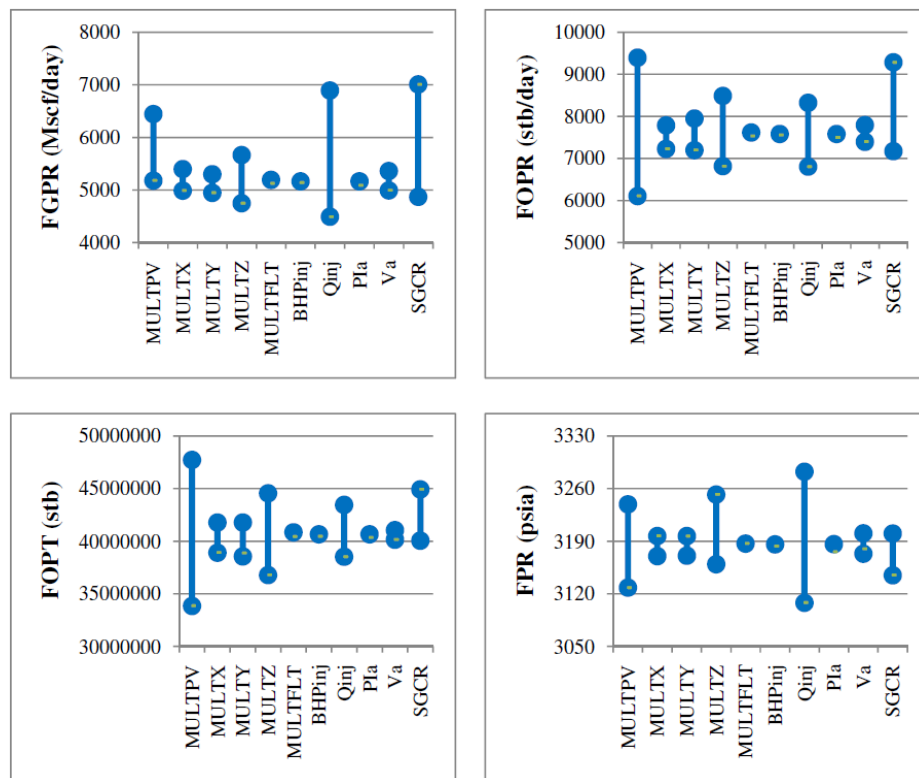 FGPR (Mscf/day)
8000
7000
6000
5000
4000
MULTPV
MULTX
MULTY
MULTZ
MULTFLT
BHPinj
Qinj
PIa
Va
SGCR
FOPR (stb/day)
10000
9000
8000
7000
6000
5000
MULTPV
MULTX
MULTY
MULTZ
MULTFLT
BHPinj
Qinj
PIa
Va
SGCR
FOPT (stb)
50000000
45000000
40000000
35000000
30000000
MULTPV
MULTX
MULTY
MULTZ
MULTFLT
BHPinj
Qinj
PIa
Va
SGCR
FPR (psia)
3330
3260
3190
3120
3050
MULTPV
MULTX
MULTY
MULTZ
MULTFLT
BHPinj
Qinj
PIa
Va
SGCR